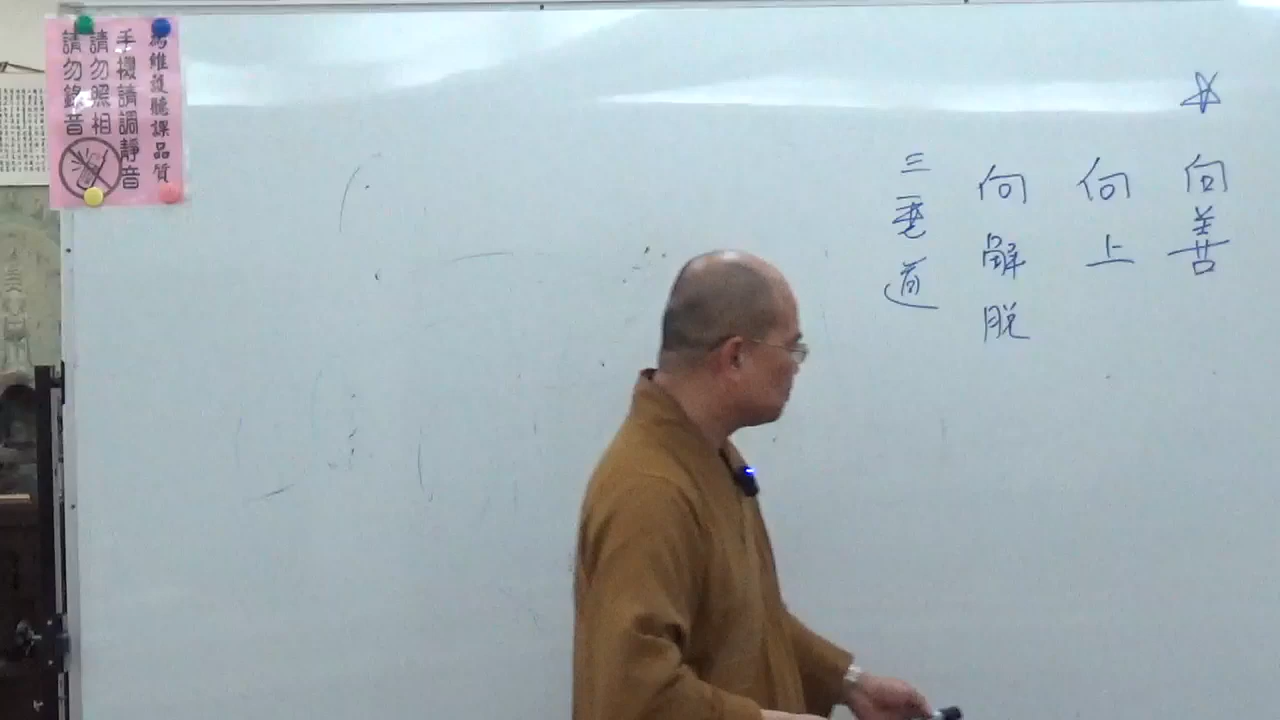 為維護聽課品質
手機請調靜音
請勿照相
請勿錄音
☆
向善
向上
向解脫
三惡道